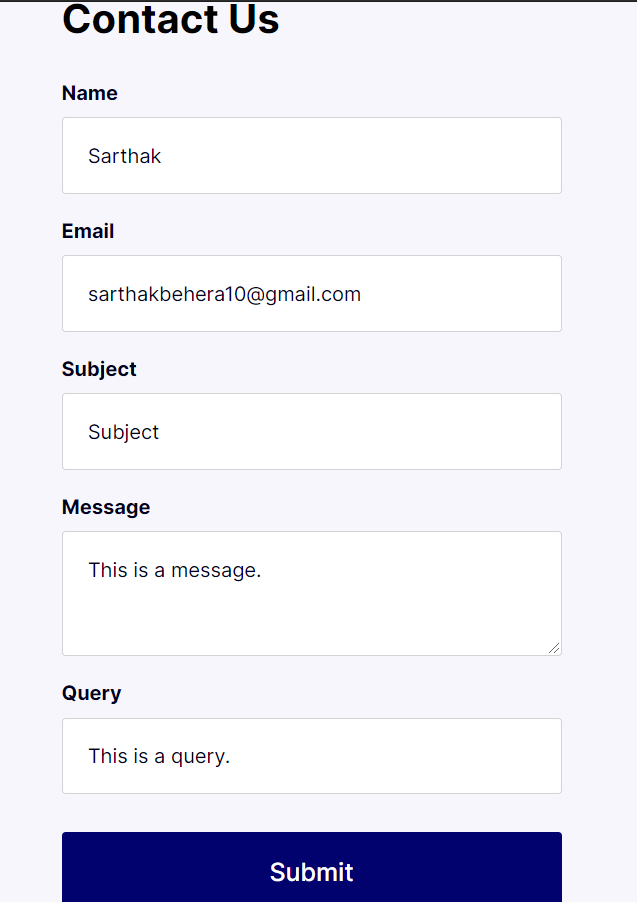 Contact Us
Name
Sarthak
Email
sarthakbehera10@gmail.com
Subject
Subject
Message
This is a message.
Query
This is a query.
Submit